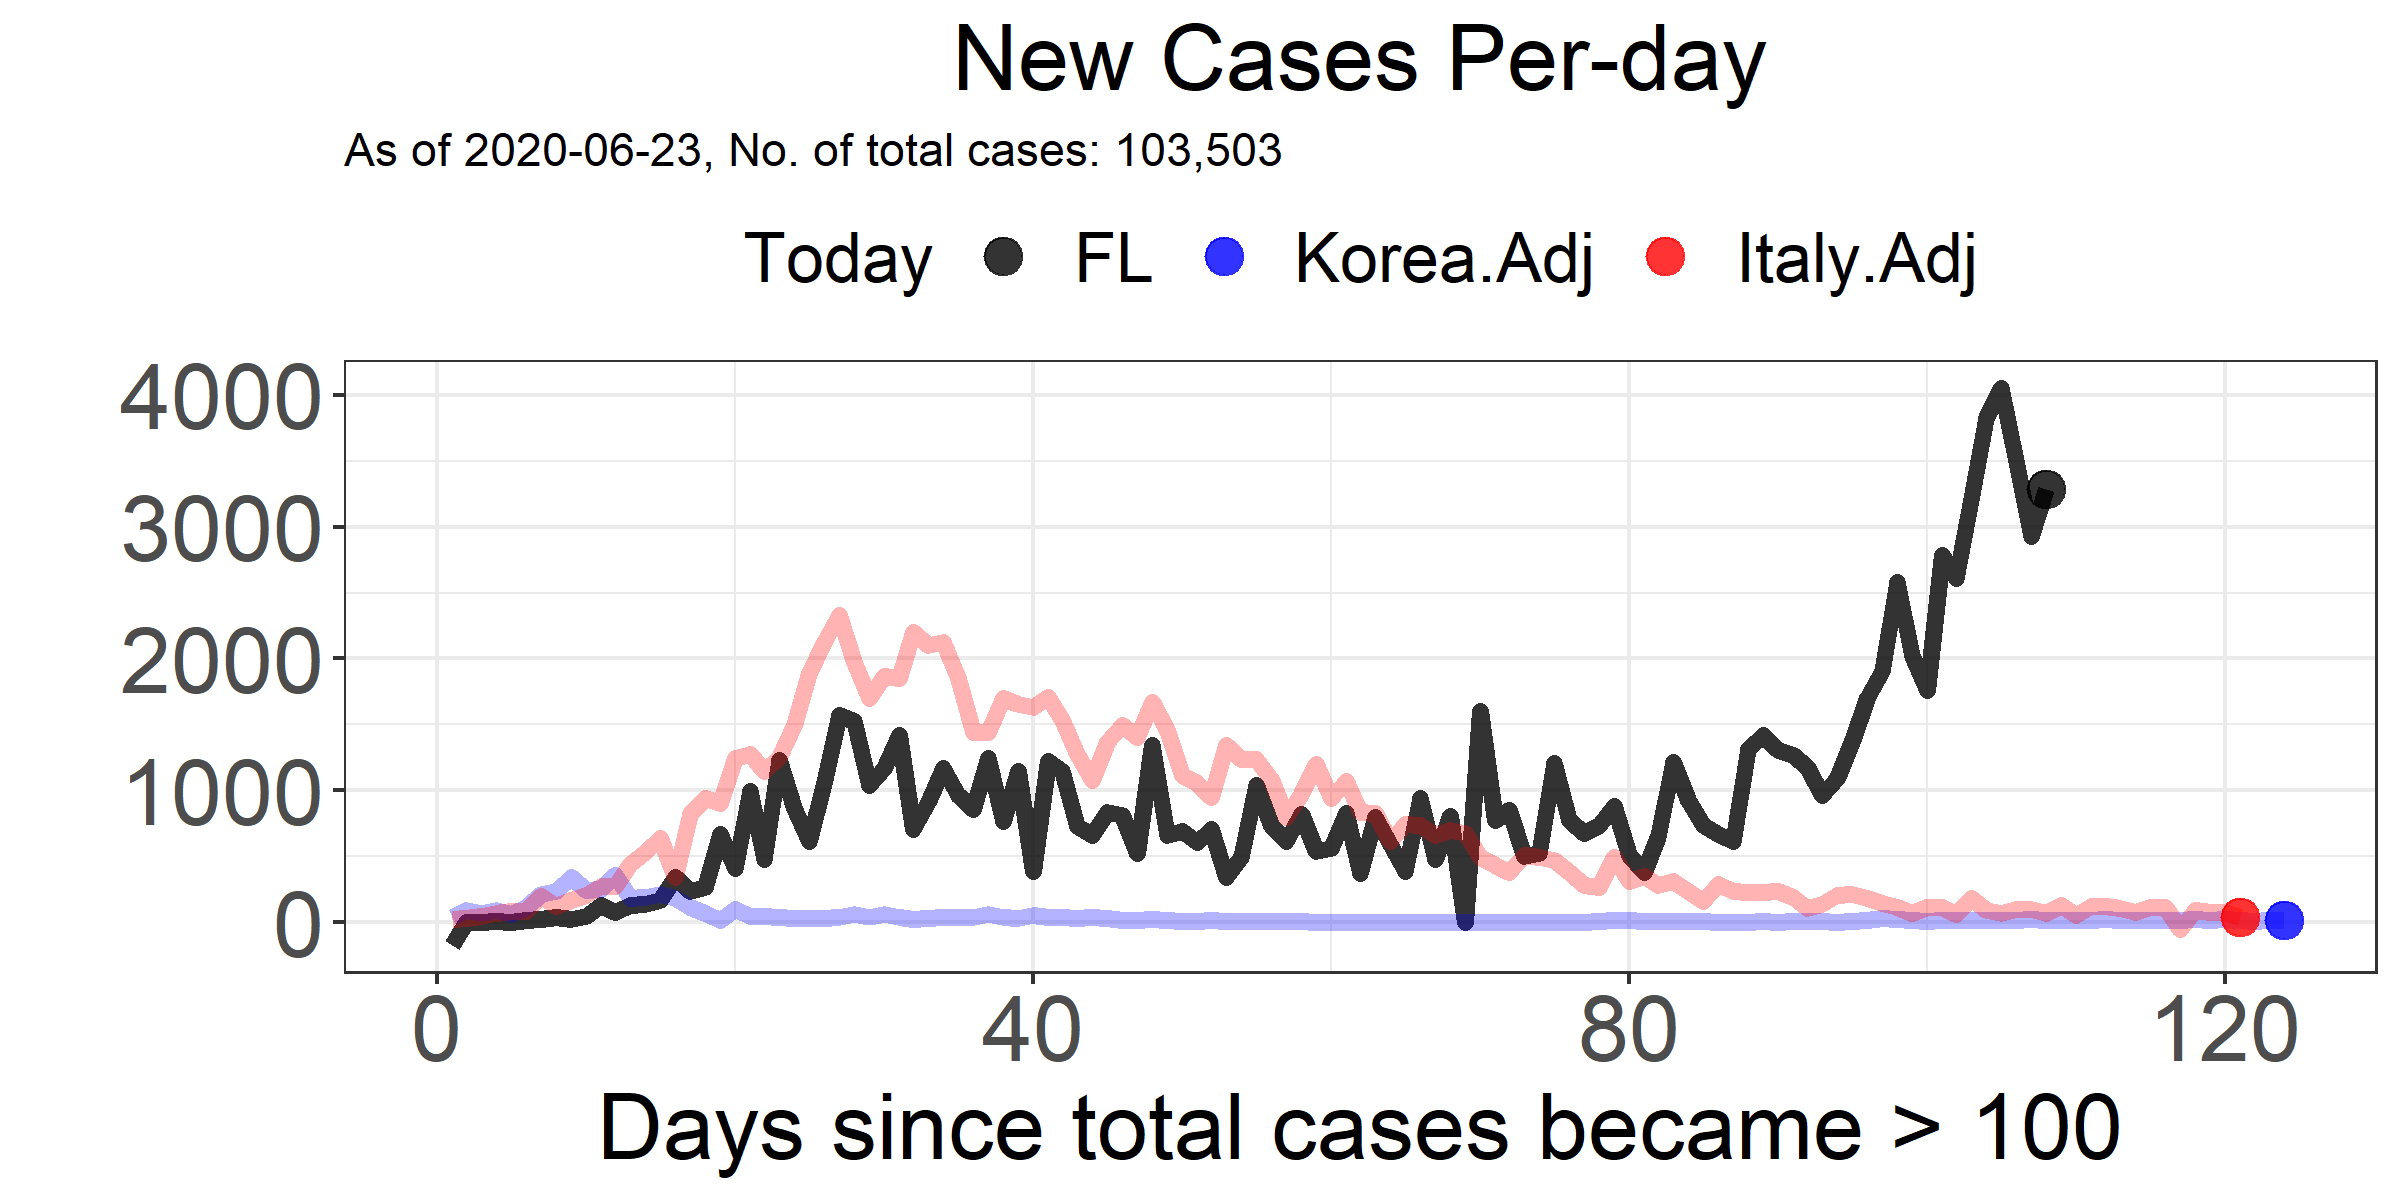 New Cases Per-day
As of 2020-06-23, No. of total cases: 103,503
Today FL Korea.Adj Italy.Adj
4000
3000
2000
1000
0
0 40 80 120
Days since total cases became > 100